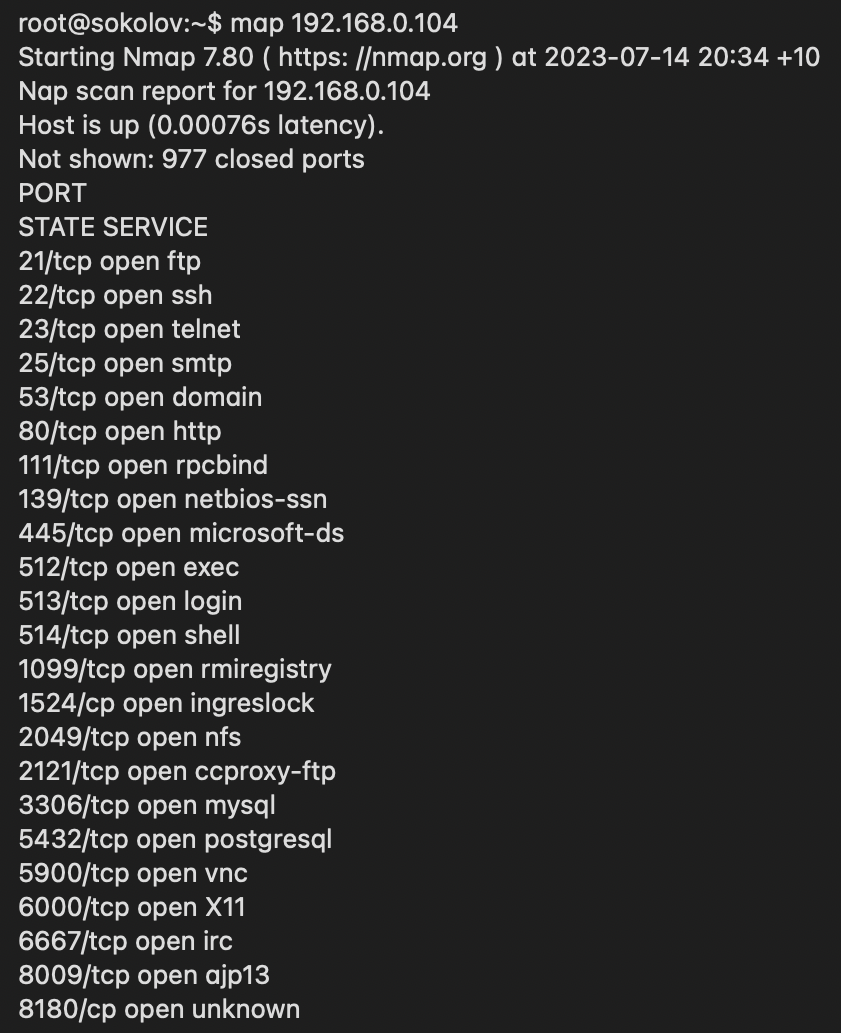 root@sokolov:~$ map 192.168.0.104
Starting Nmap 7.80 ( https: //nmap.org ) at 2023-07-14 20:34 +10
Nap scan report for 192.168.0.104
Host is up (0.00076s latency).
Not shown: 977 closed ports
PORT
STATE SERVICE
21/tcp open ftp
22/tcp open ssh
23/tcp open telnet
25/tcp open smtp
53/tcp open domain
80/tcp open http
111/tcp open rpcbind
139/tcp open netbios-ssn
445/tcp open microsoft-ds
512/tcp open exec
513/tcp open login
514/tcp open shell
1099/tcp open rmiregistry
1524/cp open ingreslock
2049/tcp open nfs
2121/tcp open ccproxy-ftp
3306/tcp open mysql
5432/tcp open postgresql
5900/tcp open vnc
6000/tcp open X11
6667/tcp open irc
8009/tcp open ajp13
8180/cp open unknown